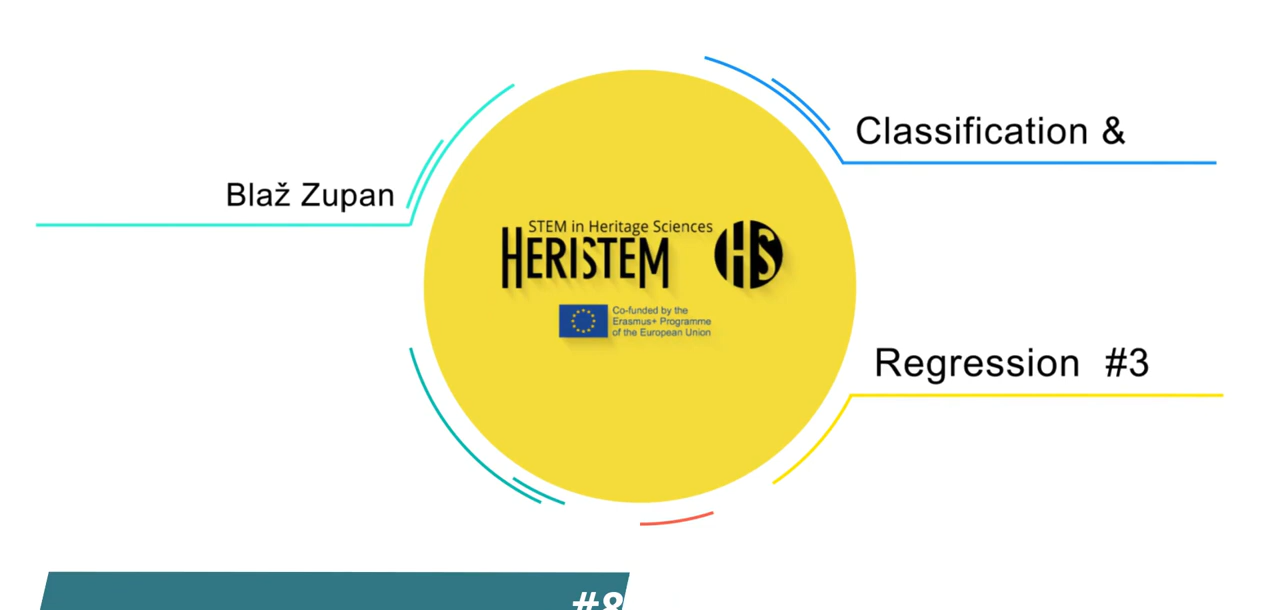 Classification &
Blaž Zupan
STEM in Heritage Sciences
HERISTEM HS
Co-funded by the
Erasmus+ Programme
of the European Union
Regression #3
#8